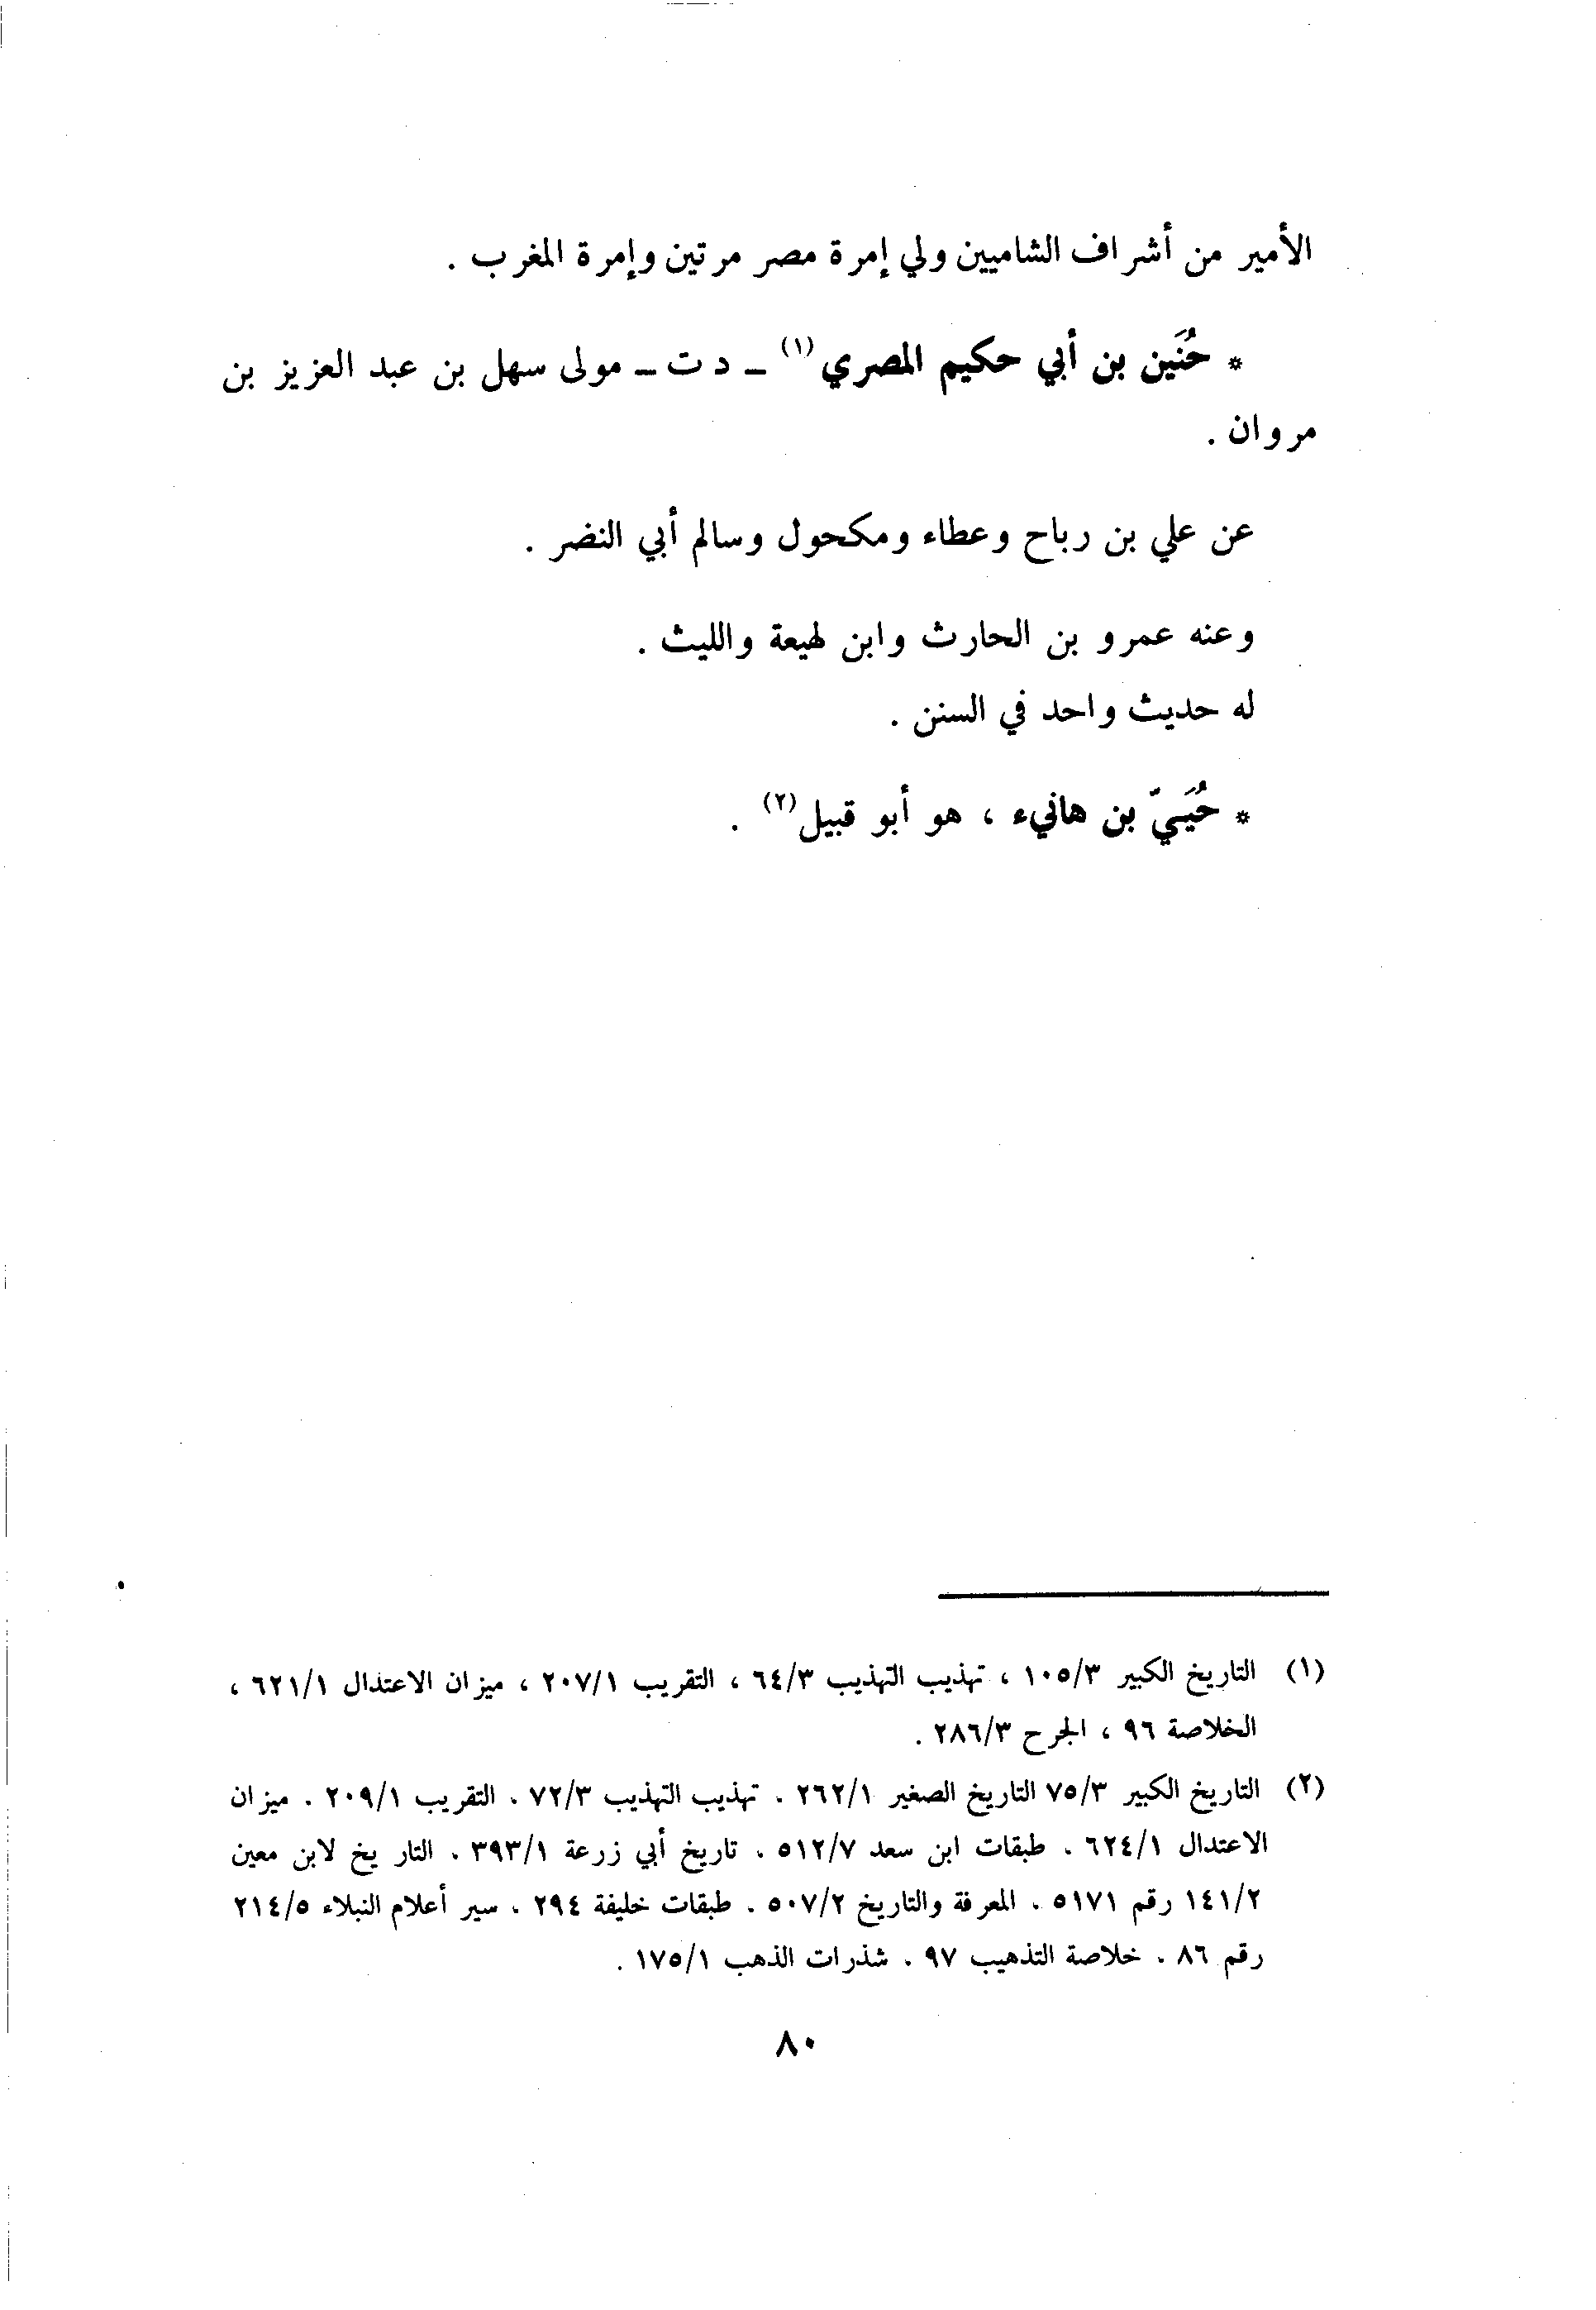 الأمير من أشراف الشاميين ولي إمرة مصر مرتين وإمرة المغرب .
* حُنَين بن أبي حكيم المصري (١) ـ د ت ـ مولى سهل بن عبد العزيز بن
مروان .
عن علي بن رباح وعطاء ومكحول وسالم أبي النضر .
وعنه عمرو بن الحارث وابن لهيعة والليث .
له حديث واحد في السنن .
* حُيَيّ بن هانيء ، هو أبو قبيل (٢) .
(١) التاريخ الكبير ١٠٥/٣ ، تهذيب التهذيب ٦٤/٣ ، التقريب ٢٠٧/١ ، ميزان الاعتدال ٦٢١/١ ،
الخلاصة ٩٦ ، الجرح ٢٨٦/٣ .
(٢) التاريخ الكبير ٧٥/٣ التاريخ الصغير ٢٦٢/١ . تهذيب التهذيب ٧٢/٣ . التقريب ٢٠٩/١ . ميزان
الاعتدال ٦٢٤/١ . طبقات ابن سعد ٥١٢/٧ . تاريخ أبي زرعة ٣٩٣/١ . التاريخ لابن معين
١٤١/٢ رقم ٥١٧١ . المعرفة والتاريخ ٥٠٧/٢ . طبقات خليفة ٢٩٤ . سير أعلام النبلاء ٢١٤/٥
رقم ٨٦ . خلاصة التذهيب ٩٧ . شذرات الذهب ١٧٥/١ .
٨٠